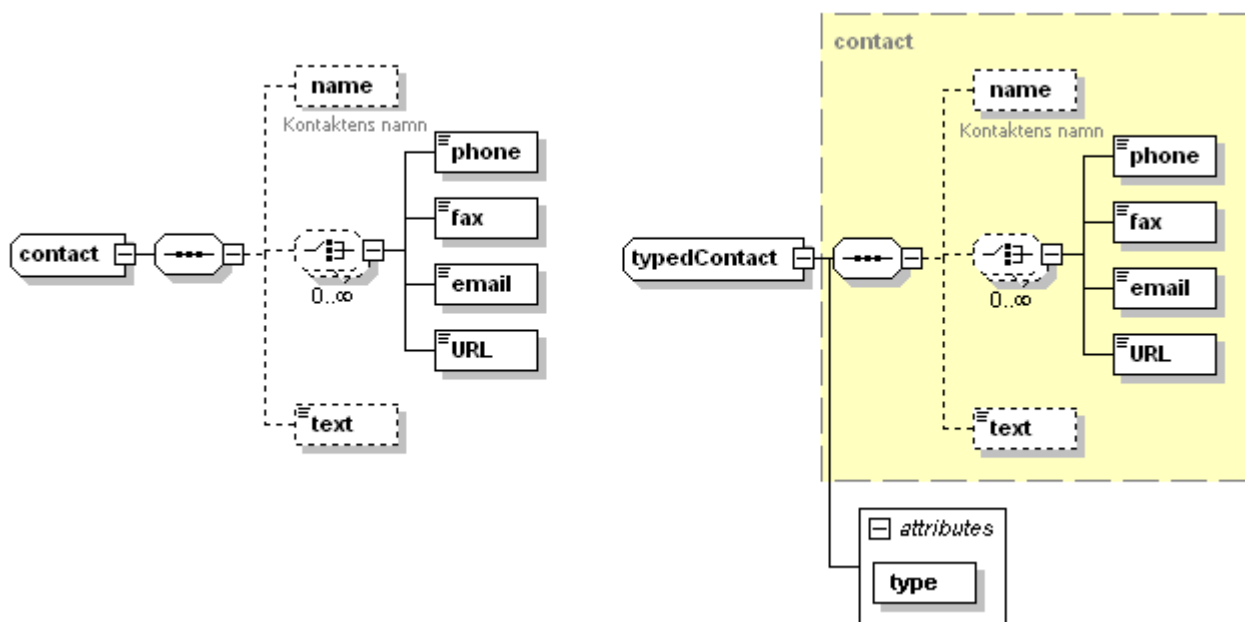 contact
name
Kontaktens namn
phone
fax
email
URL
0..∞
text
contact
typedContact
name
Kontaktens namn
phone
fax
email
URL
0..∞
text
attributes
type